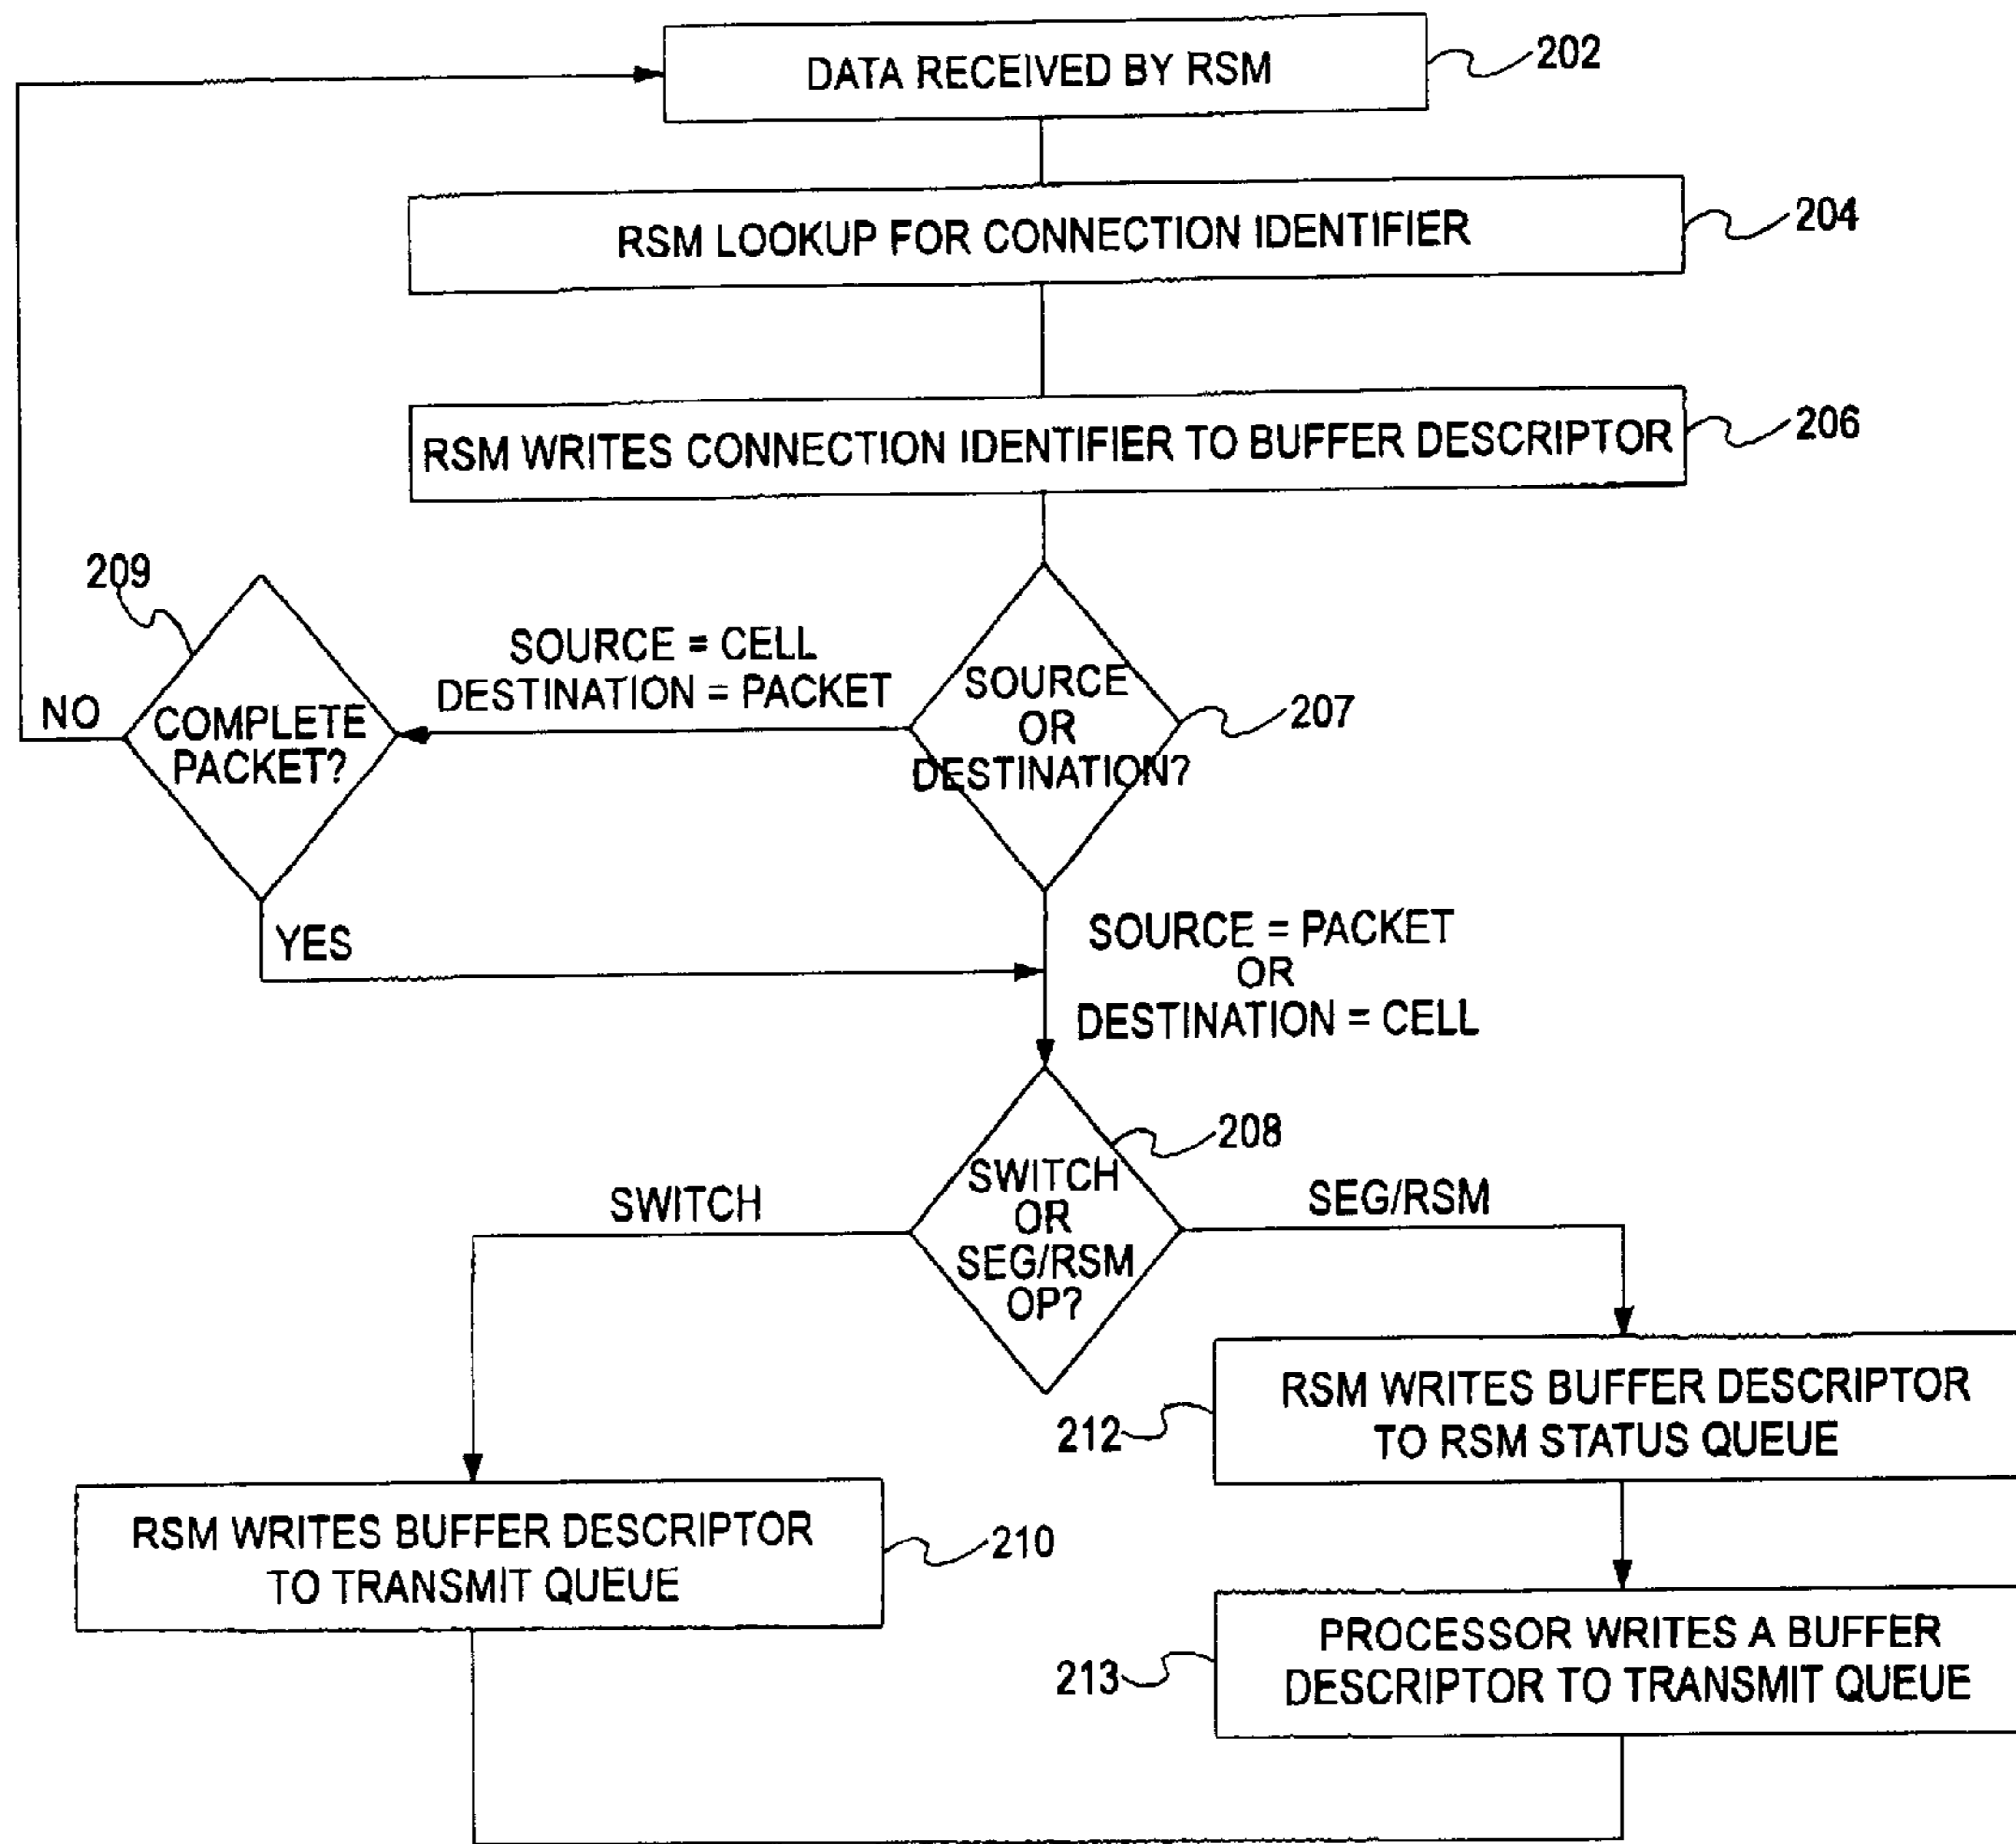 DATA RECEIVED BY RSM
202
RSM LOOKUP FOR CONNECTION IDENTIFIER
204
RSM WRITES CONNECTION IDENTIFIER TO BUFFER DESCRIPTOR
206
209
SOURCE = CELL
DESTINATION = PACKET
SOURCE
OR
DESTINATION?
207
NO
COMPLETE
PACKET?
YES
SOURCE = PACKET
OR
DESTINATION = CELL
208
SWITCH
SWITCH
OR
SEG/RSM
OP?
SEG/RSM
RSM WRITES BUFFER DESCRIPTOR
TO RSM STATUS QUEUE
212
RSM WRITES BUFFER DESCRIPTOR
TO TRANSMIT QUEUE
210
PROCESSOR WRITES A BUFFER
DESCRIPTOR TO TRANSMIT QUEUE
213